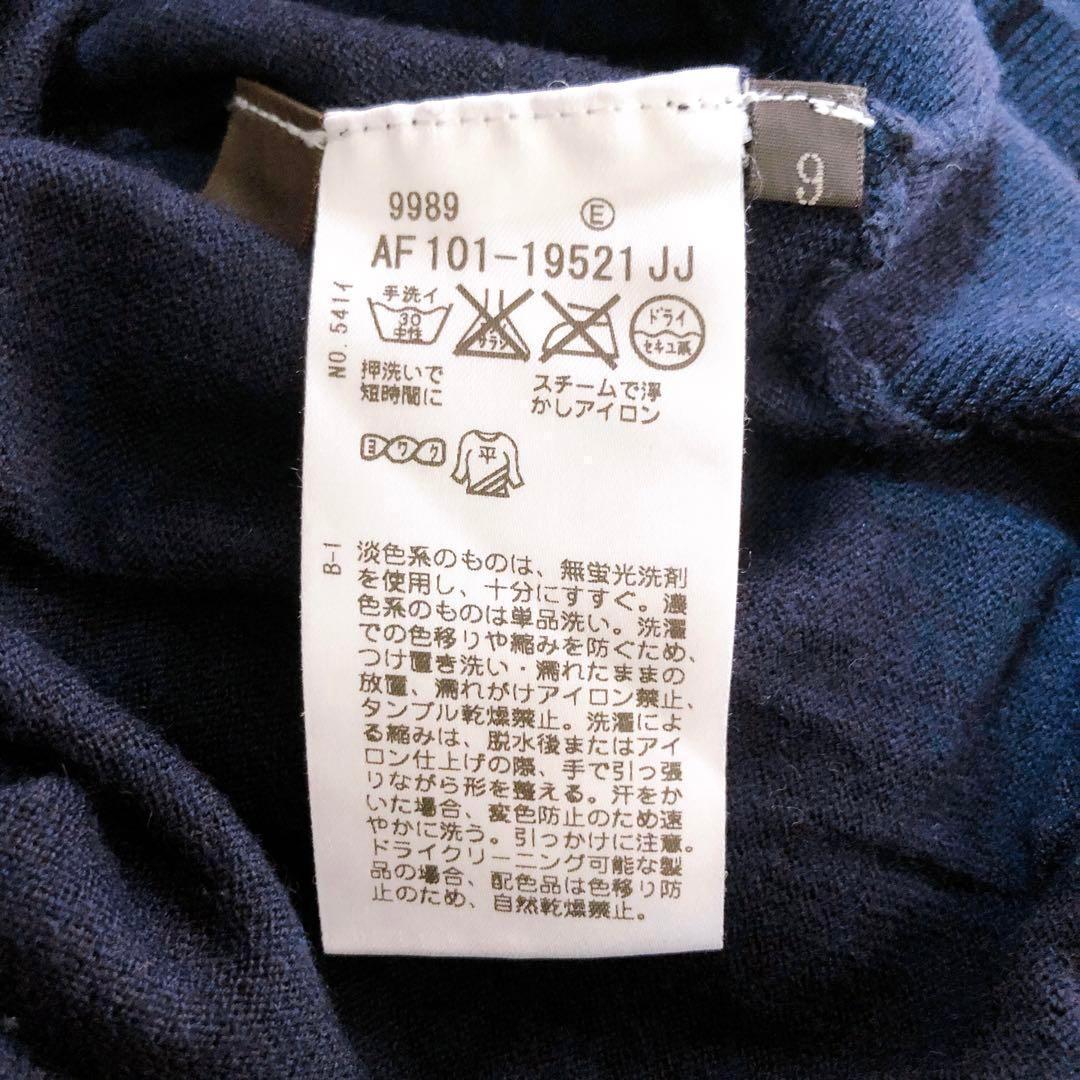 9
9989 Ⓔ
AF101-19521 JJ
NO.5411
手洗イ
30
中性
サラシ
ドライ
セキユ系
押洗いで
短時間に
スチームで浮
かしアイロン
ヨワク
平
B-1
淡色系のものは、無蛍光洗剤
を使用し、十分にすすぐ。濃
色系のものは単品洗い。洗濯
での色移りや縮みを防ぐため、
つけ置き洗い・濡れたままの
放置、濡れがけアイロン禁止、
タンブル乾燥禁止。洗濯によ
る縮みは、脱水後またはアイ
ロン仕上げの際、手で引っ張
りながら形を整える。汗をか
いた場合、変色防止のため速
やかに洗う。引っかけに注意。
ドライクリーニング可能な製
品の場合、配色品は色移り防
止のため、自然乾燥禁止。